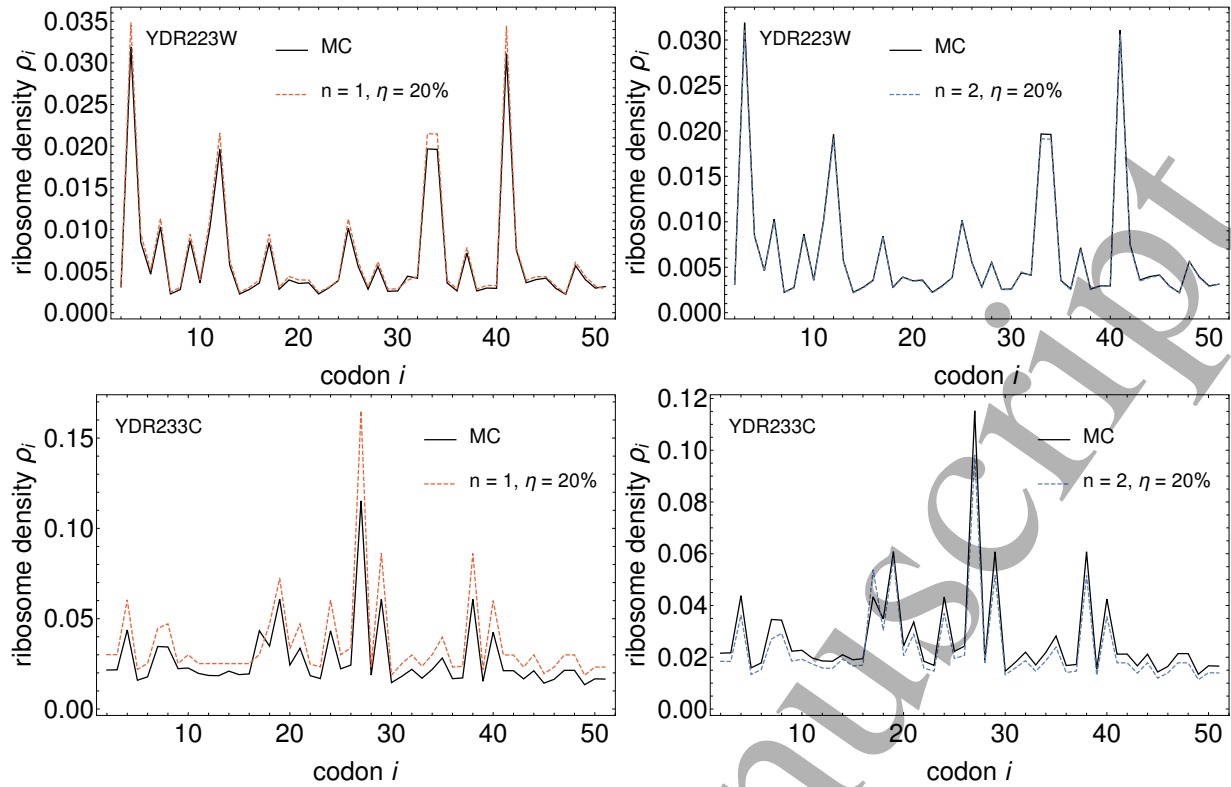 YDR223W
MC
n = 1, η = 20%
ribosome density ρi
0.035
0.030
0.025
0.020
0.015
0.010
0.005
0.000
10 20 30 40 50
codon i
YDR223W
MC
n = 2, η = 20%
ribosome density ρi
0.030
0.025
0.020
0.015
0.010
0.005
0.000
10 20 30 40 50
codon i
YDR233C
MC
n = 1, η = 20%
ribosome density ρi
0.15
0.10
0.05
0.00
10 20 30 40 50
codon i
YDR233C
MC
n = 2, η = 20%
ribosome density ρi
0.12
0.10
0.08
0.06
0.04
0.02
0.00
10 20 30 40 50
codon i
nuscript